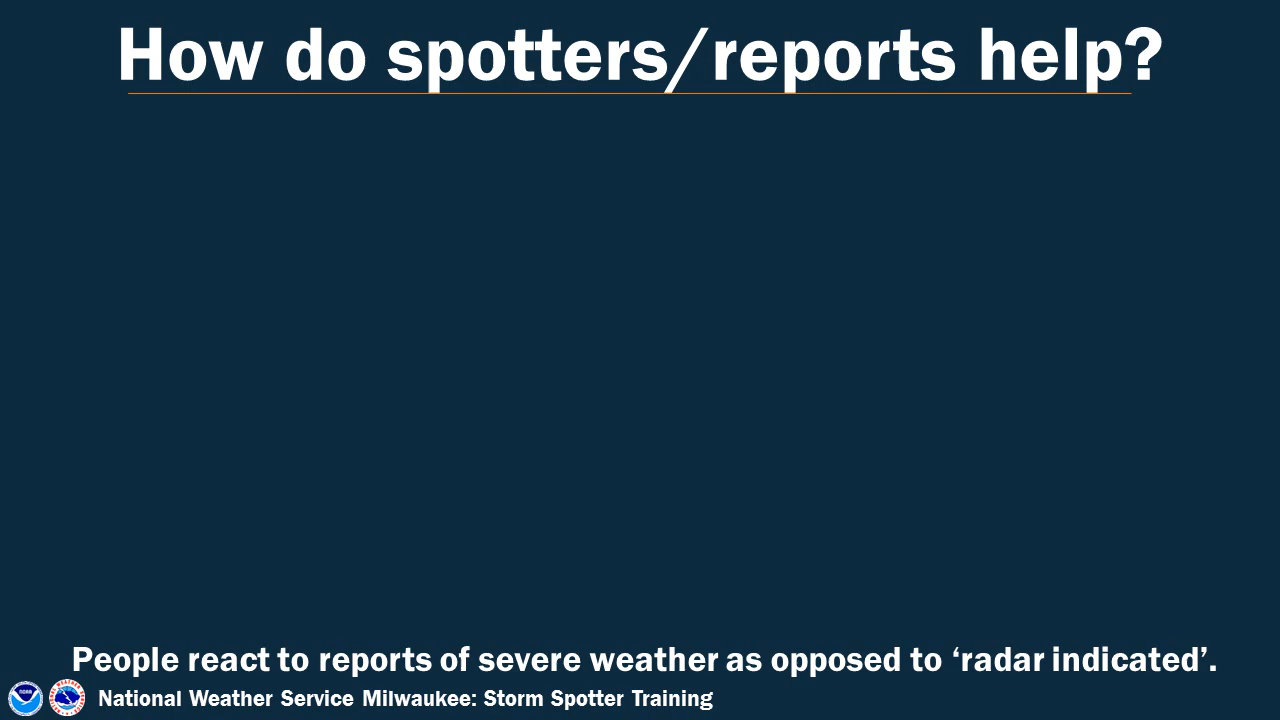 How do spotters/reports help?
People react to reports of severe weather as opposed to ‘radar indicated’.
National Weather Service Milwaukee: Storm Spotter Training